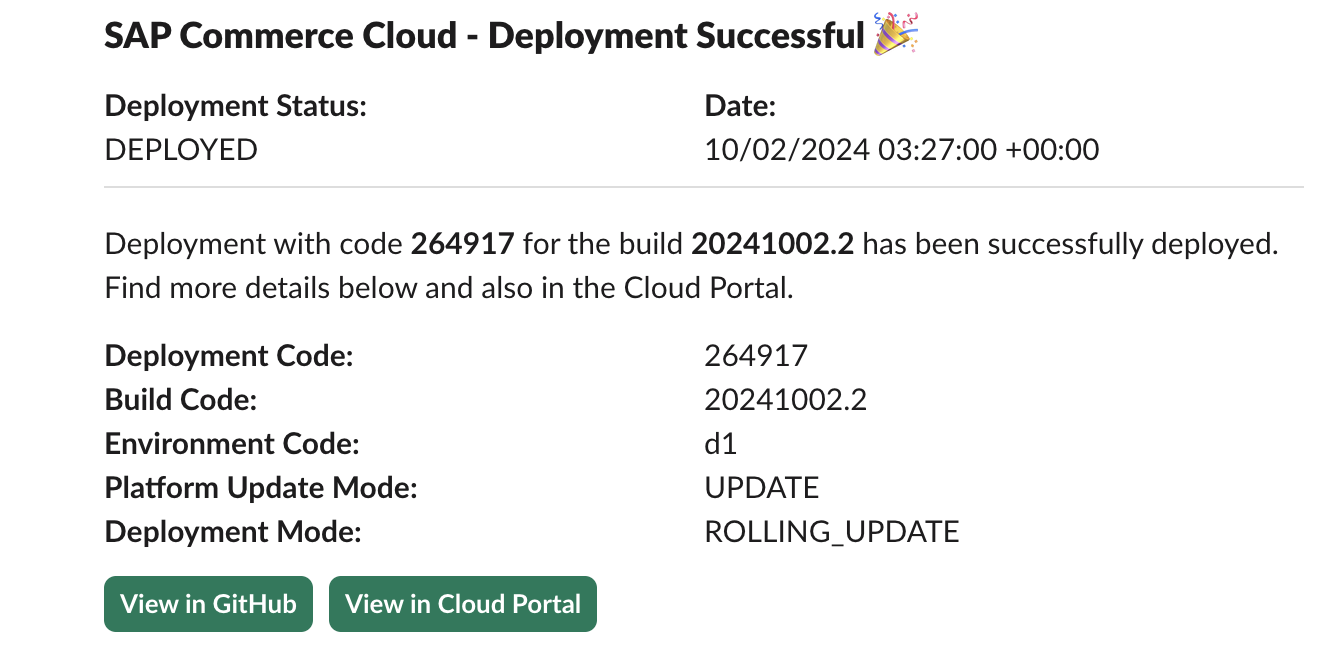 SAP Commerce Cloud - Deployment Successful 🎉
Deployment Status:
DEPLOYED
Date:
10/02/2024 03:27:00 +00:00
Deployment with code 264917 for the build 20241002.2 has been successfully deployed.
Find more details below and also in the Cloud Portal.
Deployment Code: 264917
Build Code: 20241002.2
Environment Code: d1
Platform Update Mode: UPDATE
Deployment Mode: ROLLING_UPDATE
View in GitHub View in Cloud Portal